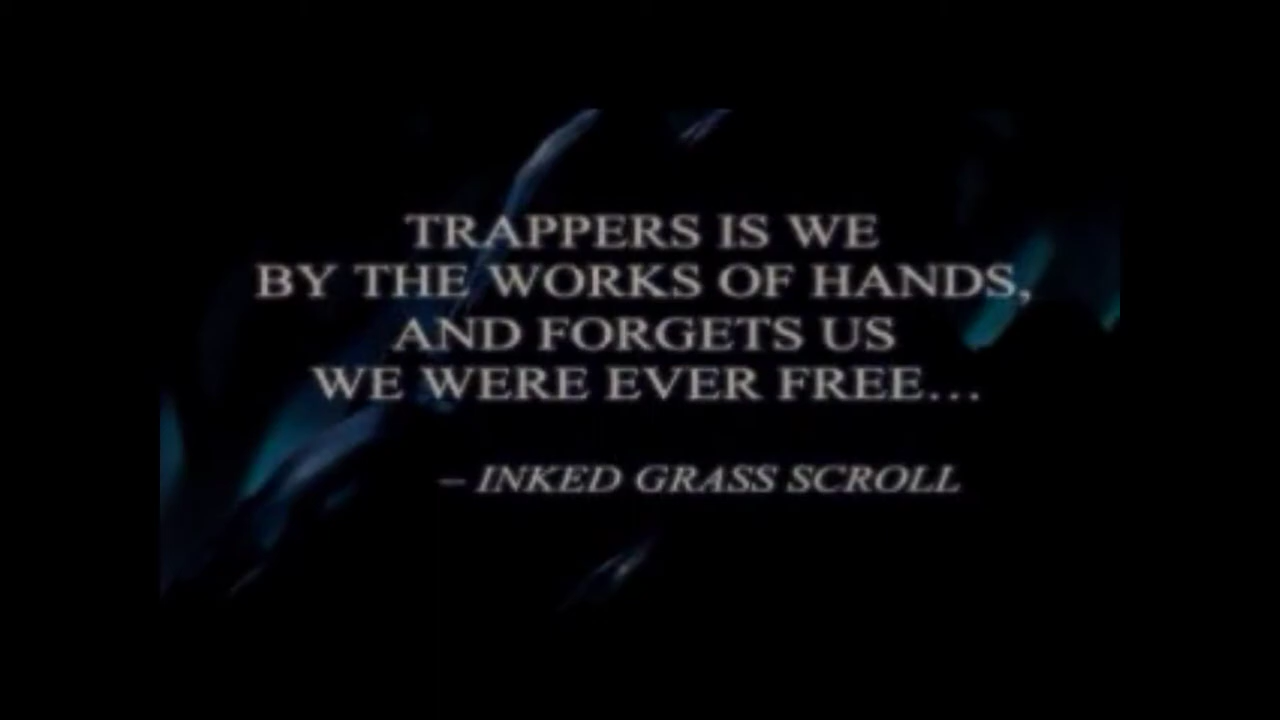 TRAPPERS IS WE
BY THE WORKS OF HANDS,
AND FORGETS US
WE WERE EVER FREE...
– INKED GRASS SCROLL